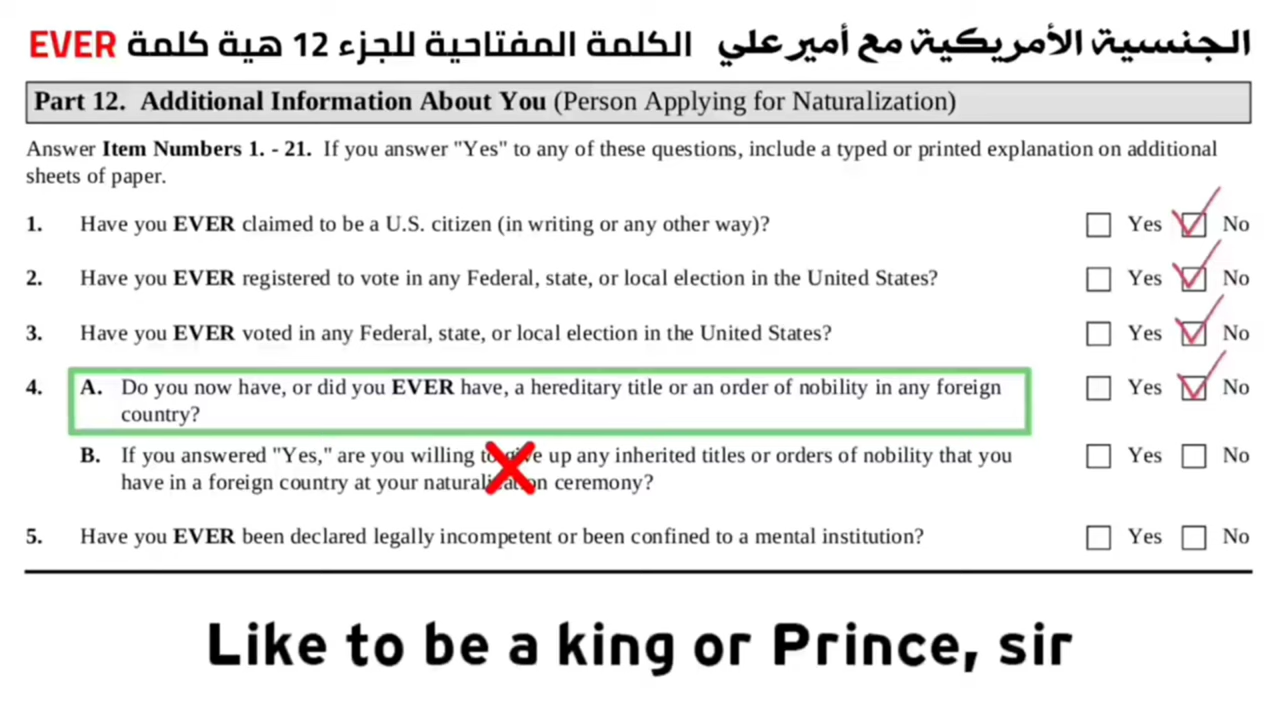 الجنسية الأمريكية مع أمير علي الكلمة المفتاحية للجزء 12 هية كلمة EVER
Part 12. Additional Information About You (Person Applying for Naturalization)
Answer Item Numbers 1. - 21. If you answer "Yes" to any of these questions, include a typed or printed explanation on additional
sheets of paper.
1. Have you EVER claimed to be a U.S. citizen (in writing or any other way)? Yes No
2. Have you EVER registered to vote in any Federal, state, or local election in the United States? Yes No
3. Have you EVER voted in any Federal, state, or local election in the United States? Yes No
4. A. Do you now have, or did you EVER have, a hereditary title or an order of nobility in any foreign Yes No
country?
B. If you answered "Yes," are you willing to give up any inherited titles or orders of nobility that you Yes No
have in a foreign country at your naturalization ceremony?
5. Have you EVER been declared legally incompetent or been confined to a mental institution? Yes No
Like to be a king or Prince, sir